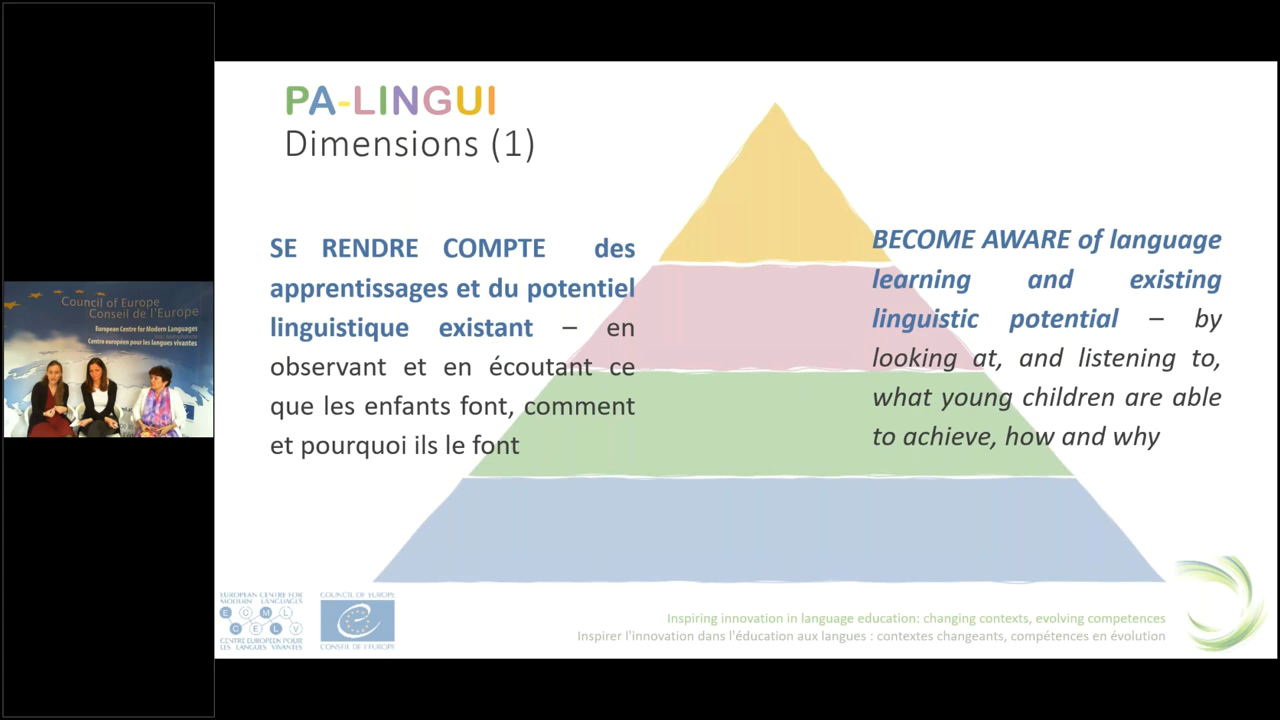 PA-LINGUI
Dimensions (1)
SE RENDRE COMPTE des
apprentissages et du potentiel
linguistique existant – en
observant et en écoutant ce
que les enfants font, comment
et pourquoi ils le font
BECOME AWARE of language
learning and existing
linguistic potential – by
looking at, and listening to,
what young children are able
to achieve, how and why
Council of Europe
Conseil de l'Europe
European Centre for Modern Languages
Centre européen pour les langues vivantes
EUROPEAN CENTRE FOR
MODERN LANGUAGES
E C M L
C E L V
CENTRE EUROPEEN POUR
LES LANGUES VIVANTES
COUNCIL OF EUROPE
CONSEIL DE L'EUROPE
Inspiring innovation in language education: changing contexts, evolving competences
Inspirer l'innovation dans l'éducation aux langues : contextes changeants, compétences en évolution